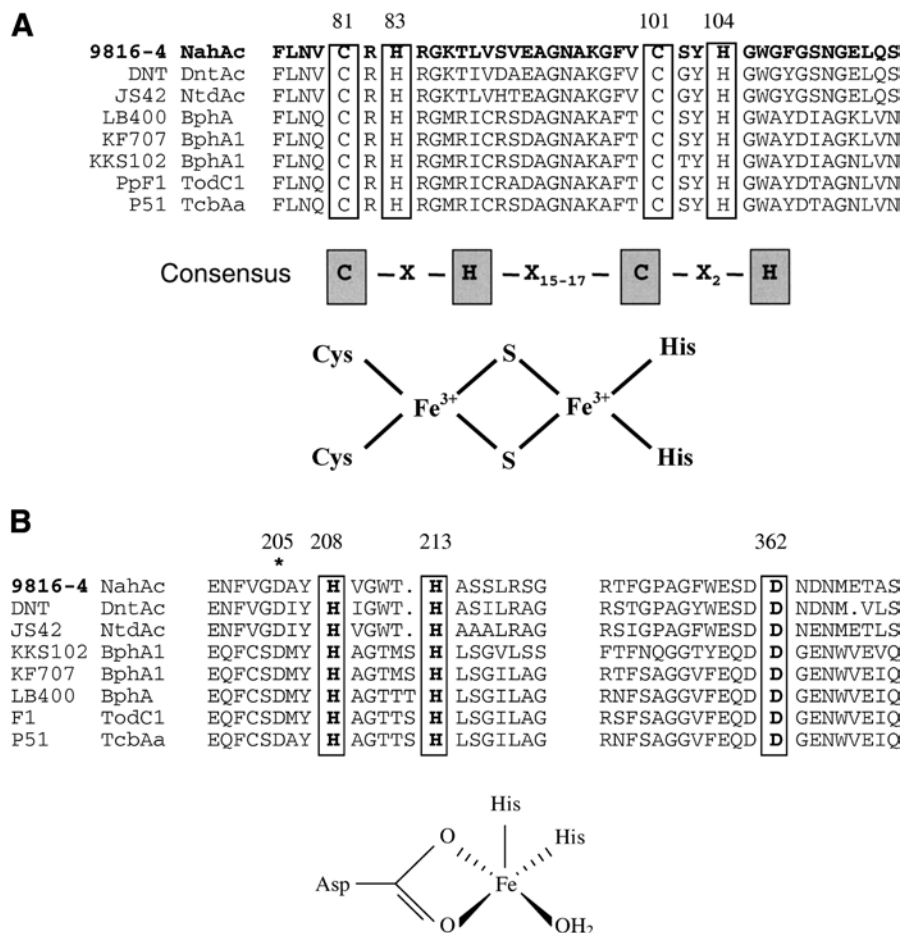 A
81 83 101 104
9816-4 NahAc FLNV C R H RGKTLVSVEAGNAKGFV C SY H GWGFGSNGELQS
DNT DntAc FLNV C R H RGKTIVDAEAGNAKGFV C GY H GWGYGSNGELQS
JS42 NtdAc FLNV C R H RGKTLVHTEAGNAKGFV C GY H GWGYGSNGELQS
LB400 BphA FLNQ C R H RGMRICRSDAGNAKAFT C SY H GWAYDIAGKLVN
KF707 BphA1 FLNQ C R H RGMRICRSDAGNAKAFT C SY H GWAYDIAGKLVN
KKS102 BphA1 FLNQ C R H RGMRICRSDAGNAKAFT C TY H GWAYDIAGNLVN
PpF1 TodC1 FLNQ C R H RGMRICRADAGNAKAFT C SY H GWAYDTAGNLVN
P51 TcbAa FLNQ C R H RGMRICRSDAGNAKAFT C SY H GWAYDTAGNLVN
Consensus C – X – H – X15-17 – C – X2 – H
Cys S His
Fe3+ Fe3+
Cys S His
B
205 208 213 362
*
9816-4 NahAc ENFVGDAY H VGWT. H ASSLRSG RTFGPAGFWESD D NDNMETAS
DNT DntAc ENFVGDIY H IGWT. H AAALRAG RSTGPAGYWESD D NDNM.VLS
JS42 NtdAc ENFVGDIY H VGWT. H AAALRAG RSIGPAGFWESD D NENMETLS
KKS102 BphA1 EQFCSDMY H AGTMS H LSGVLSS FTFNQGGTYEQD D GENWVEVQ
KF707 BphA1 EQFCSDMY H AGTMS H LSGILAG RTFSAGGVFEQD D GENWVEIQ
LB400 BphA EQFCSDMY H AGTTT H LSGILAG RNFSAGGVFEQD D GENWVEIQ
F1 TodC1 EQFCSDMY H AGTTS H LSGILAG RSFSAGGVFEQD D GENWVEIQ
P51 TcbAa EQFCSDAY H AGTTS H LSGILAG RNFSAGGVFEQD D GENWVEIQ
His
O His
Asp Fe
O OH2